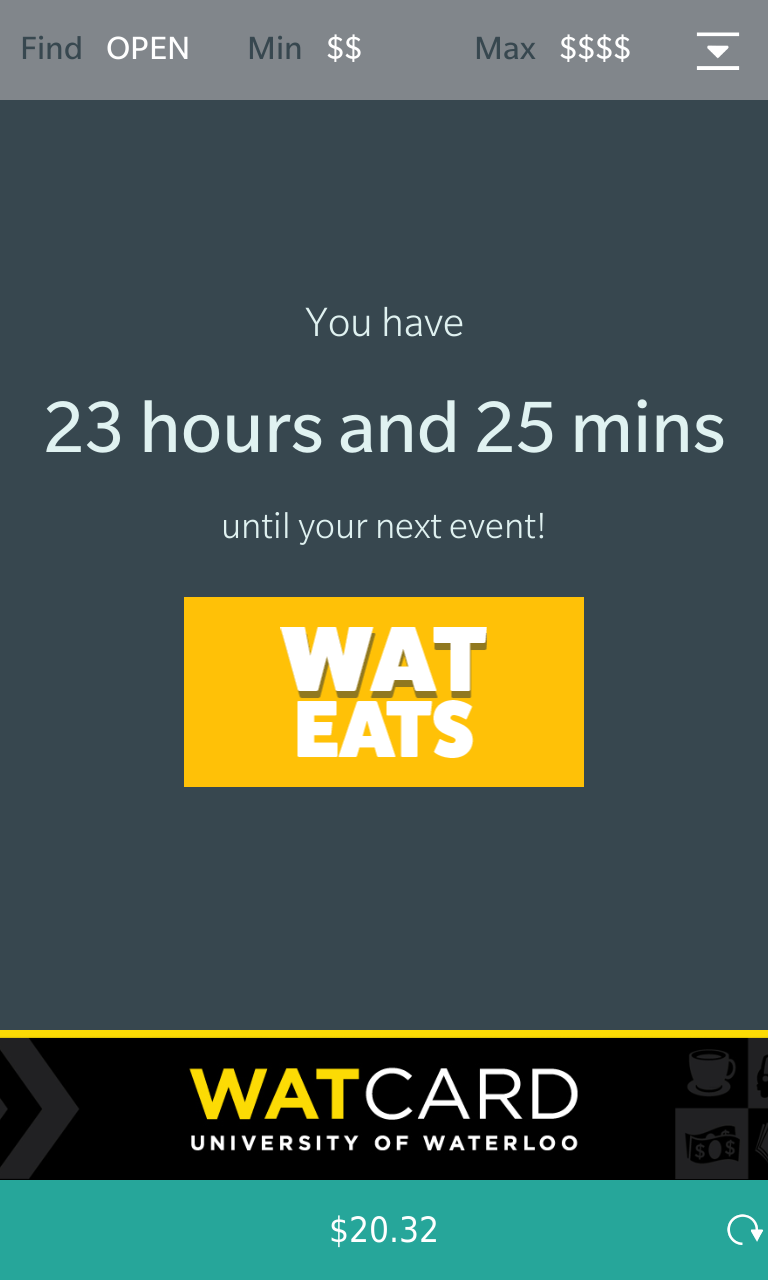 Find OPEN Min $$ Max $$$$
You have
23 hours and 25 mins
until your next event!
WAT
EATS
WATCARD
UNIVERSITY OF WATERLOO
$ $
$20.32